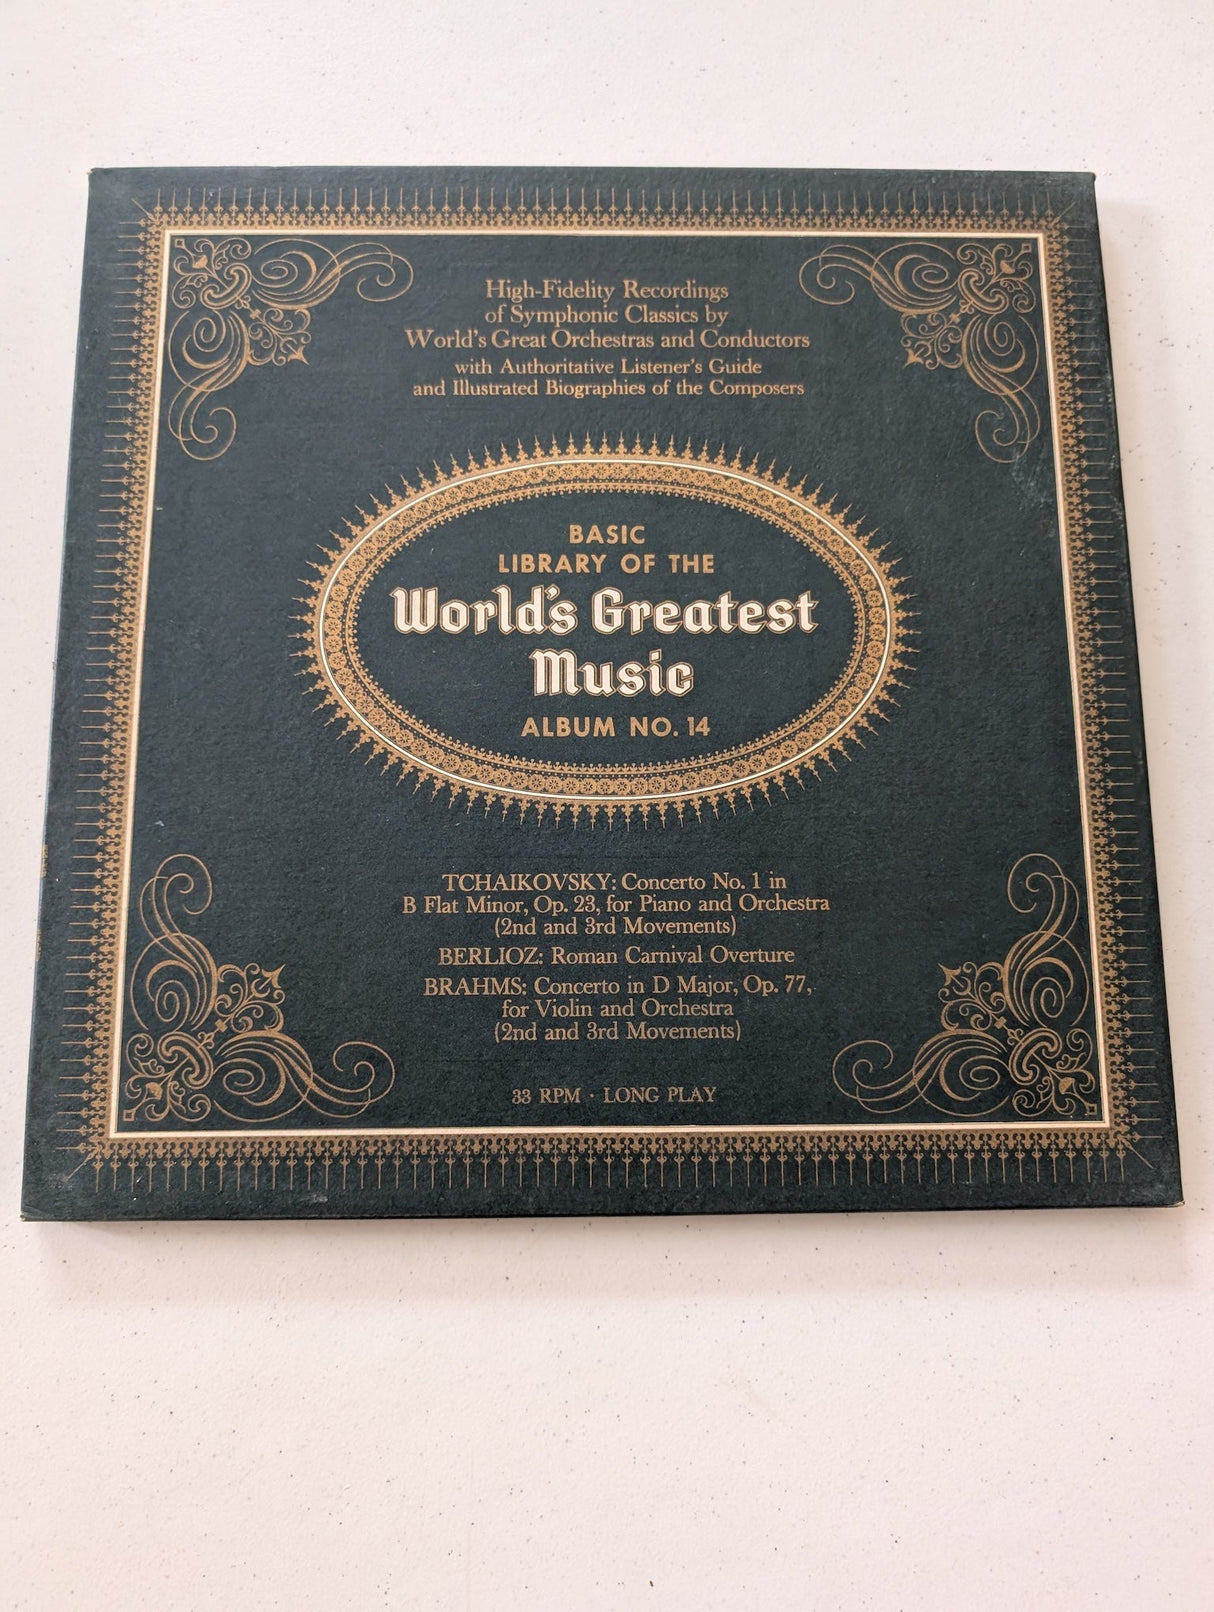 High-Fidelity Recordings
of Symphonic Classics by
World's Great Orchestras and Conductors
with Authoritative Listener's Guide
and Illustrated Biographies of the Composers
BASIC
LIBRARY OF THE
World's Greatest
Music
ALBUM NO. 14
TCHAIKOVSKY: Concerto No. 1 in
B Flat Minor, Op. 23, for Piano and Orchestra
(2nd and 3rd Movements)
BERLIOZ: Roman Carnival Overture
BRAHMS: Concerto in D Major, Op. 77,
for Violin and Orchestra
(2nd and 3rd Movements)
33 RPM · LONG PLAY